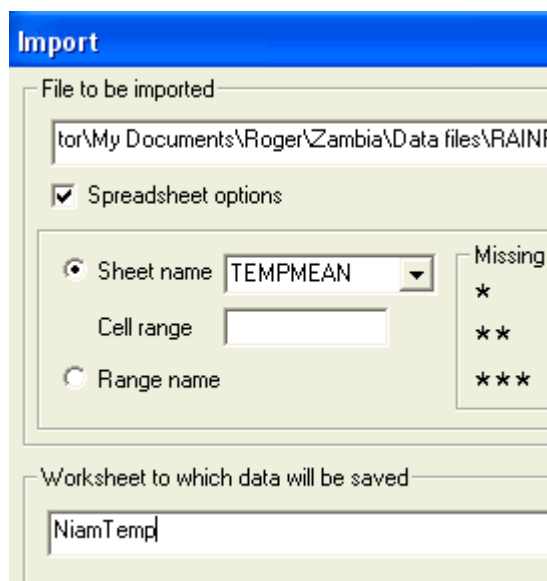 Import
File to be imported
tor\My Documents\Roger\Zambia\Data files\RAINF
Spreadsheet options
Sheet name TEMPMEAN
Missing
*
Cell range
**
Range name
***
Worksheet to which data will be saved
NiamTemp